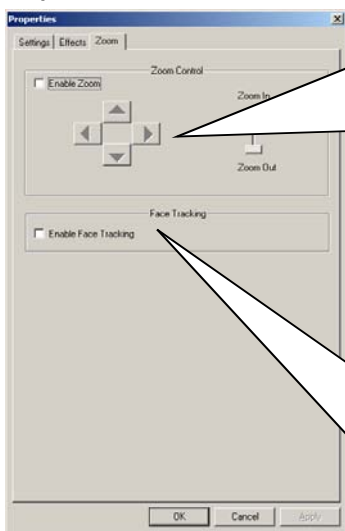 Properties
Settings Effects Zoom
Zoom Control
Enable Zoom
Zoom In
Zoom Out
Face Tracking
Enable Face Tracking
OK Cancel Apply